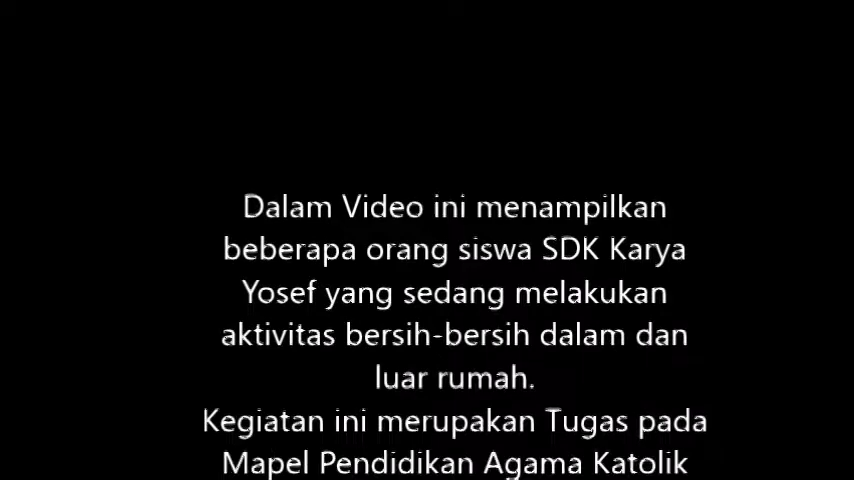 Dalam Video ini menampilkan
beberapa orang siswa SDK Karya
Yosef yang sedang melakukan
aktivitas bersih-bersih dalam dan
luar rumah.
Kegiatan ini merupakan Tugas pada
Mapel Pendidikan Agama Katolik